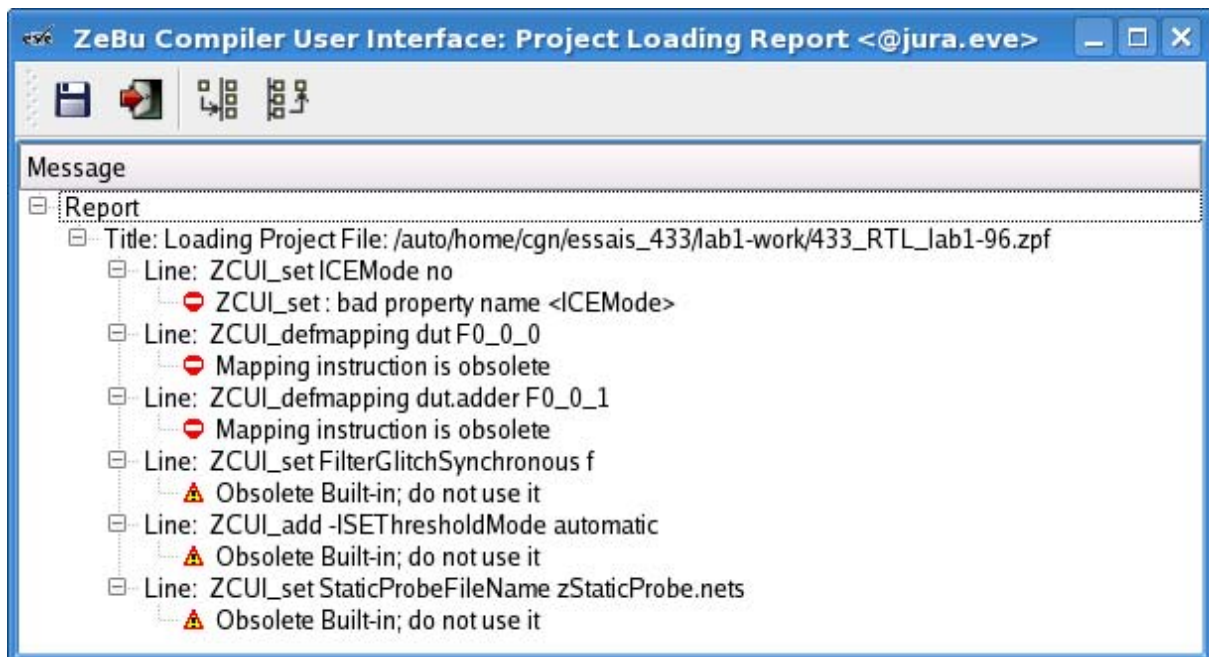 eve ZeBu Compiler User Interface: Project Loading Report <@jura.eve>
Message
Report
Title: Loading Project File: /auto/home/cgn/essais_433/lab1-work/433_RTL_lab1-96.zpf
Line: ZCUI_set ICEMode no
ZCUI_set : bad property name <ICEMode>
Line: ZCUI_defmapping dut F0_0_0
Mapping instruction is obsolete
Line: ZCUI_defmapping dut.adder F0_0_1
Mapping instruction is obsolete
Line: ZCUI_set FilterGlitchSynchronous f
Obsolete Built-in; do not use it
Line: ZCUI_add -ISEThresholdMode automatic
Obsolete Built-in; do not use it
Line: ZCUI_set StaticProbeFileName zStaticProbe.nets
Obsolete Built-in; do not use it